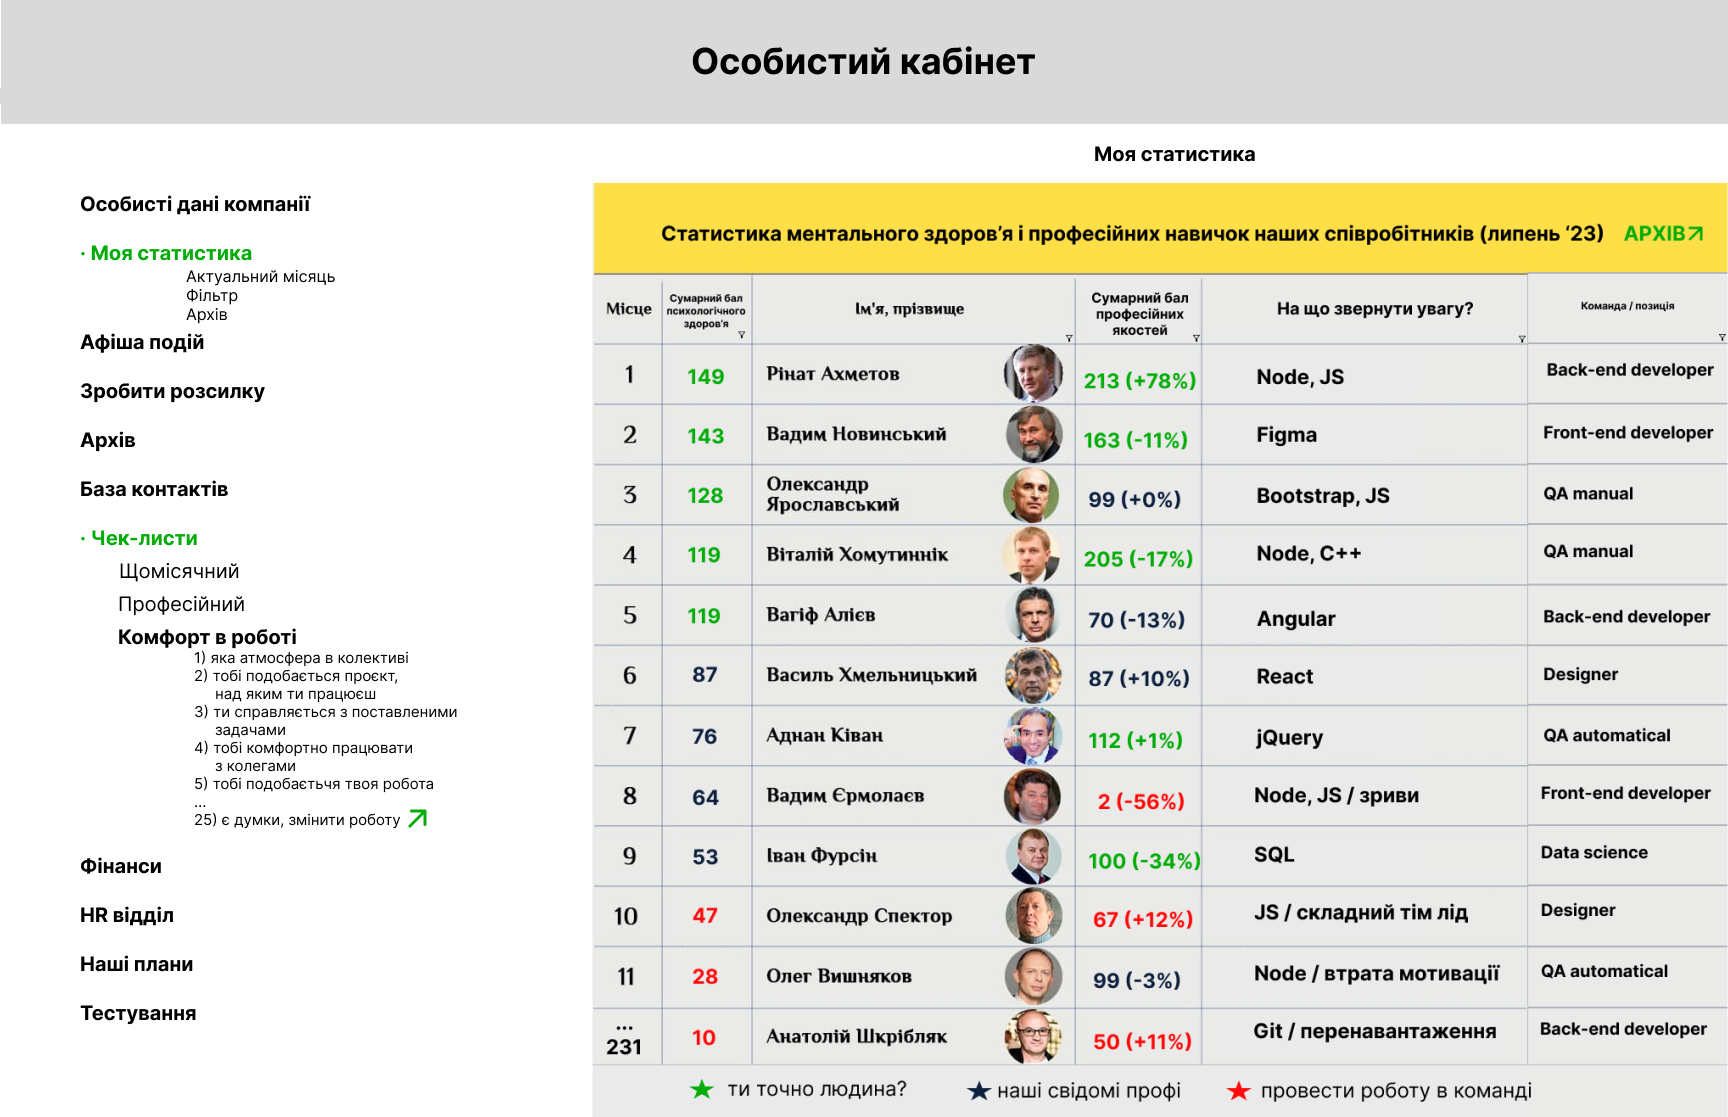 Особистий кабінет
Моя статистика
Особисті дані компанії
· Моя статистика
Актуальний місяць
Фільтр
Архів
Афіша подій
Зробити розсилку
Архів
База контактів
· Чек-листи
Щомісячний
Професійний
Комфорт в роботі
1) яка атмосфера в колективі
2) тобі подобається проєкт,
над яким ти працюєш
3) ти справляєтьcя з поставленими
задачами
4) тобі комфортно працювати
з колегами
5) тобі подобаєтьчя твоя робота
...
25) є думки, змінити роботу
Фінанси
HR відділ
Наші плани
Тестування
Статистика ментального здоров’я і професійних навичок наших співробітників (липень ‘23) АРХІВ
Місце
Сумарний бал
психологічного
здоров'я
Ім'я, прізвище
Сумарний бал
професійних
якостей
На що звернути увагу?
Команда / позиція
1 149 Рінат Ахметов 213 (+78%) Node, JS Back-end developer
2 143 Вадим Новинський 163 (-11%) Figma Front-end developer
3 128 Олександр
Ярославський 99 (+0%) Bootstrap, JS QA manual
4 119 Віталій Хомутиннік 205 (-17%) Node, C++ QA manual
5 119 Вагіф Алієв 70 (-13%) Angular Back-end developer
6 87 Василь Хмельницький 87 (+10%) React Designer
7 76 Аднан Ківан 112 (+1%) jQuery QA automatical
8 64 Вадим Єрмолаєв 2 (-56%) Node, JS / зриви Front-end developer
9 53 Іван Фурсін 100 (-34%) SQL Data science
10 47 Олександр Спектор 67 (+12%) JS / складний тім лід Designer
11 28 Олег Вишняков 99 (-3%) Node / втрата мотивації QA automatical
...
231 10 Анатолій Шкрібляк 50 (+11%) Git / перенавантаження Back-end developer
ти точно людина? наші свідомі профі провести роботу в команді